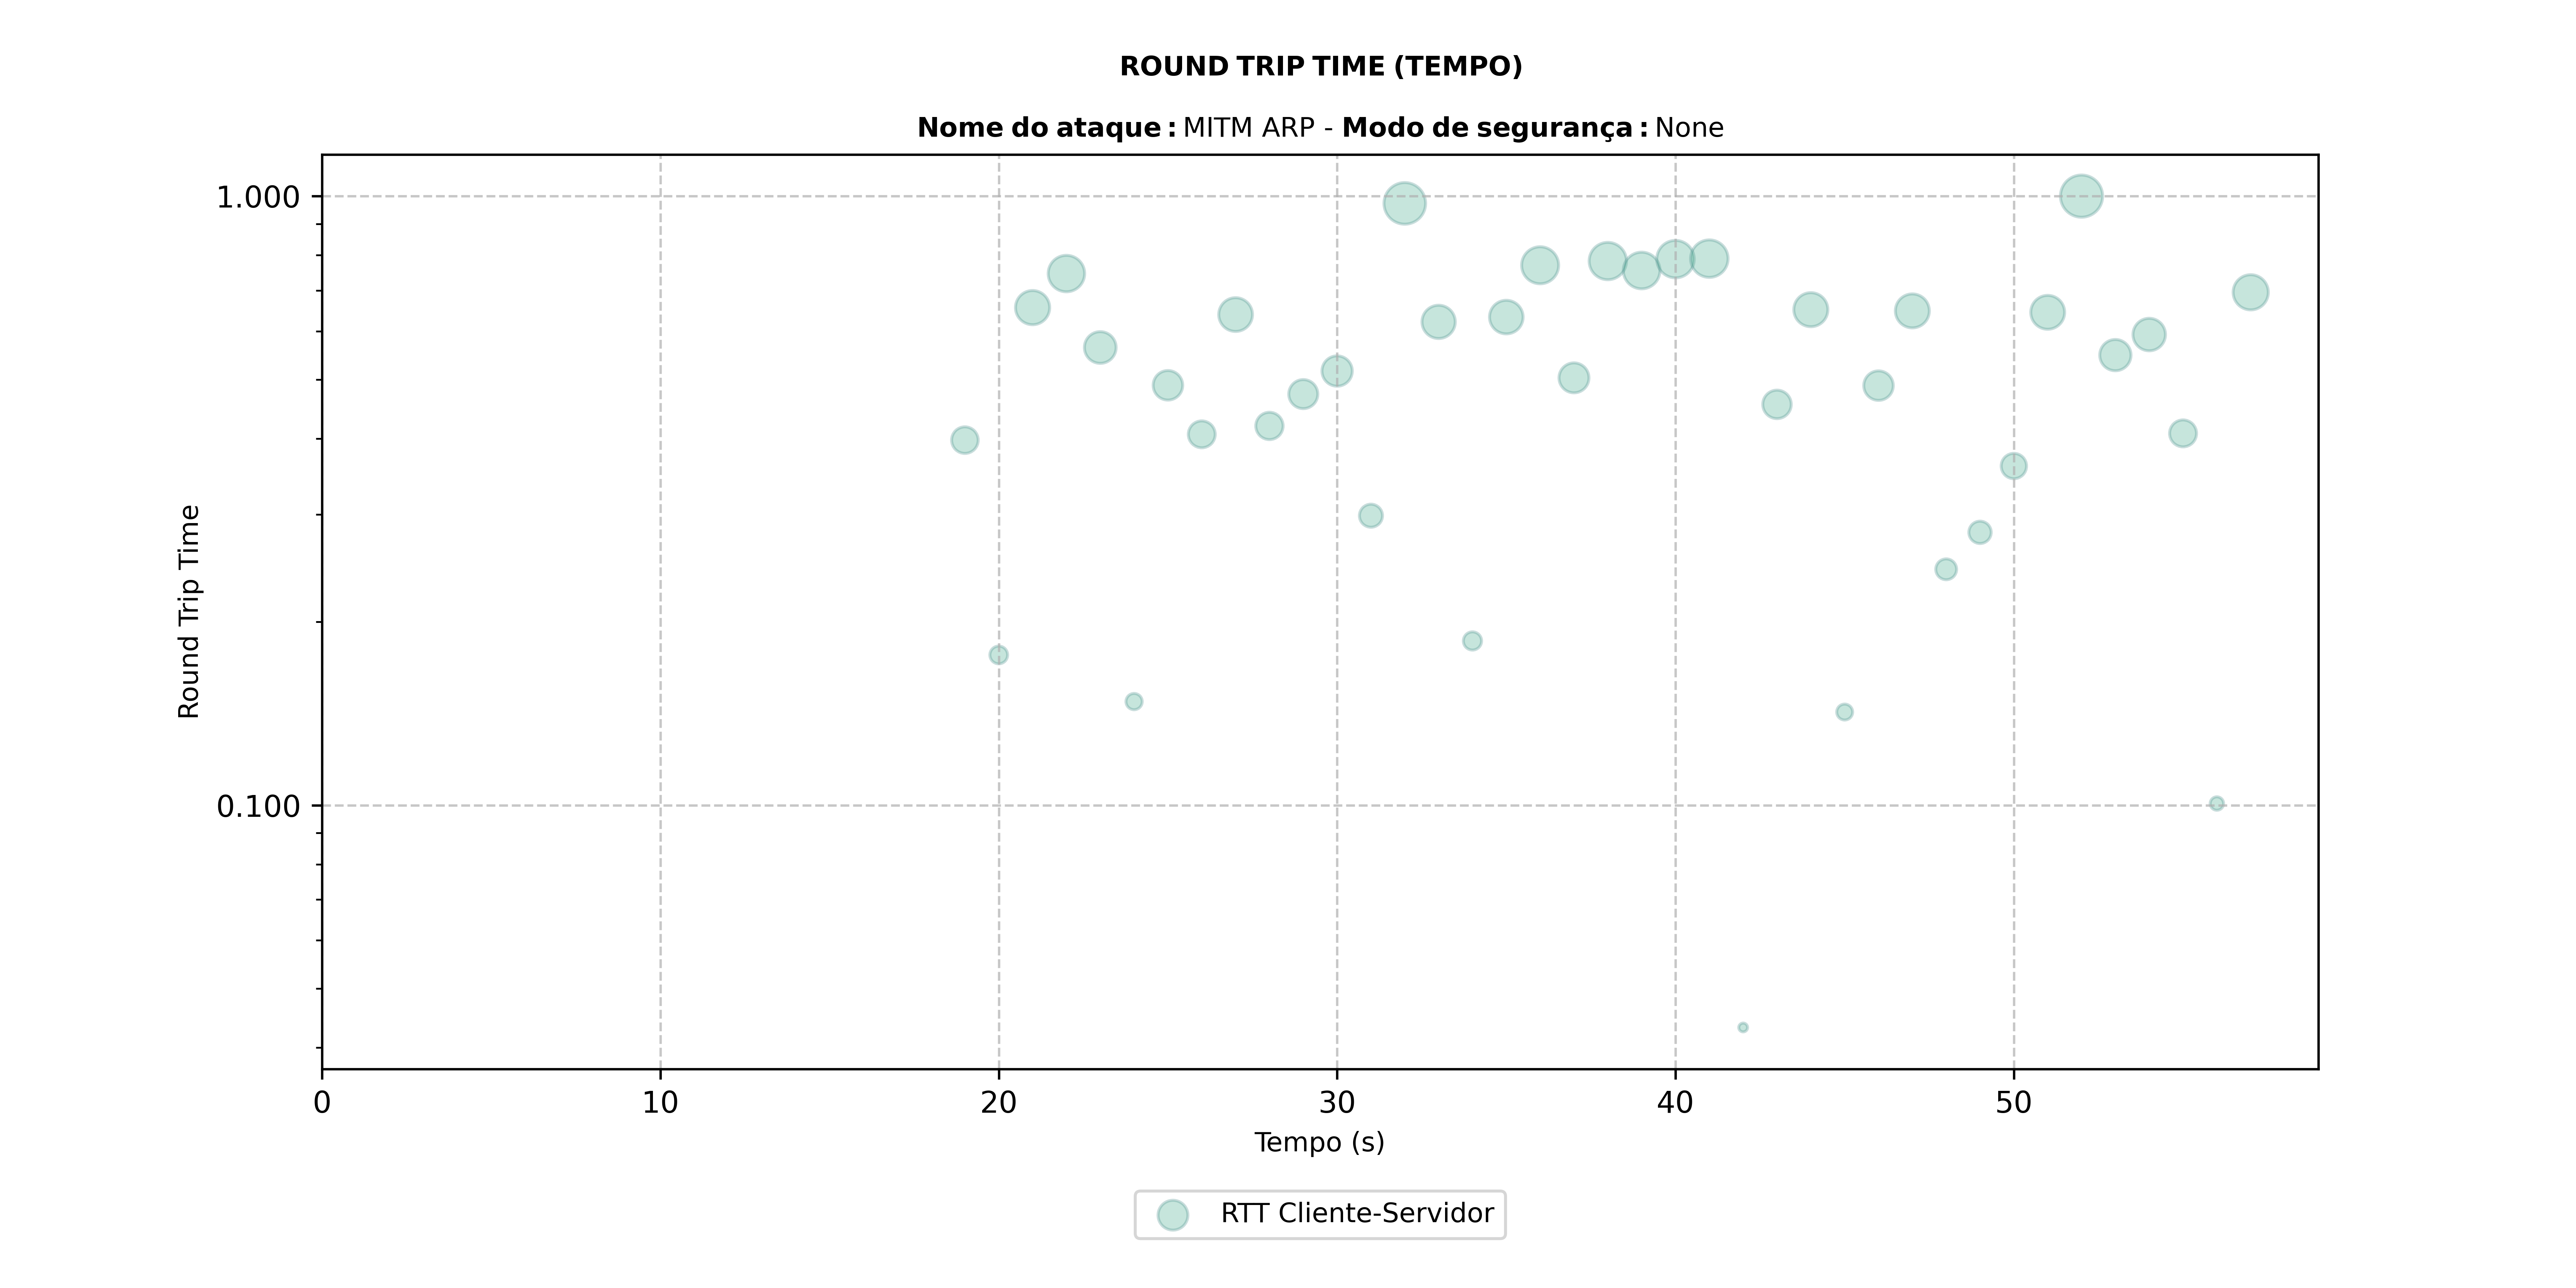 ROUND TRIP TIME (TEMPO)
Nome do ataque : MITM ARP - Modo de segurança : None
1.000
0.100
Round Trip Time
0 10 20 30 40 50
Tempo (s)
RTT Cliente-Servidor